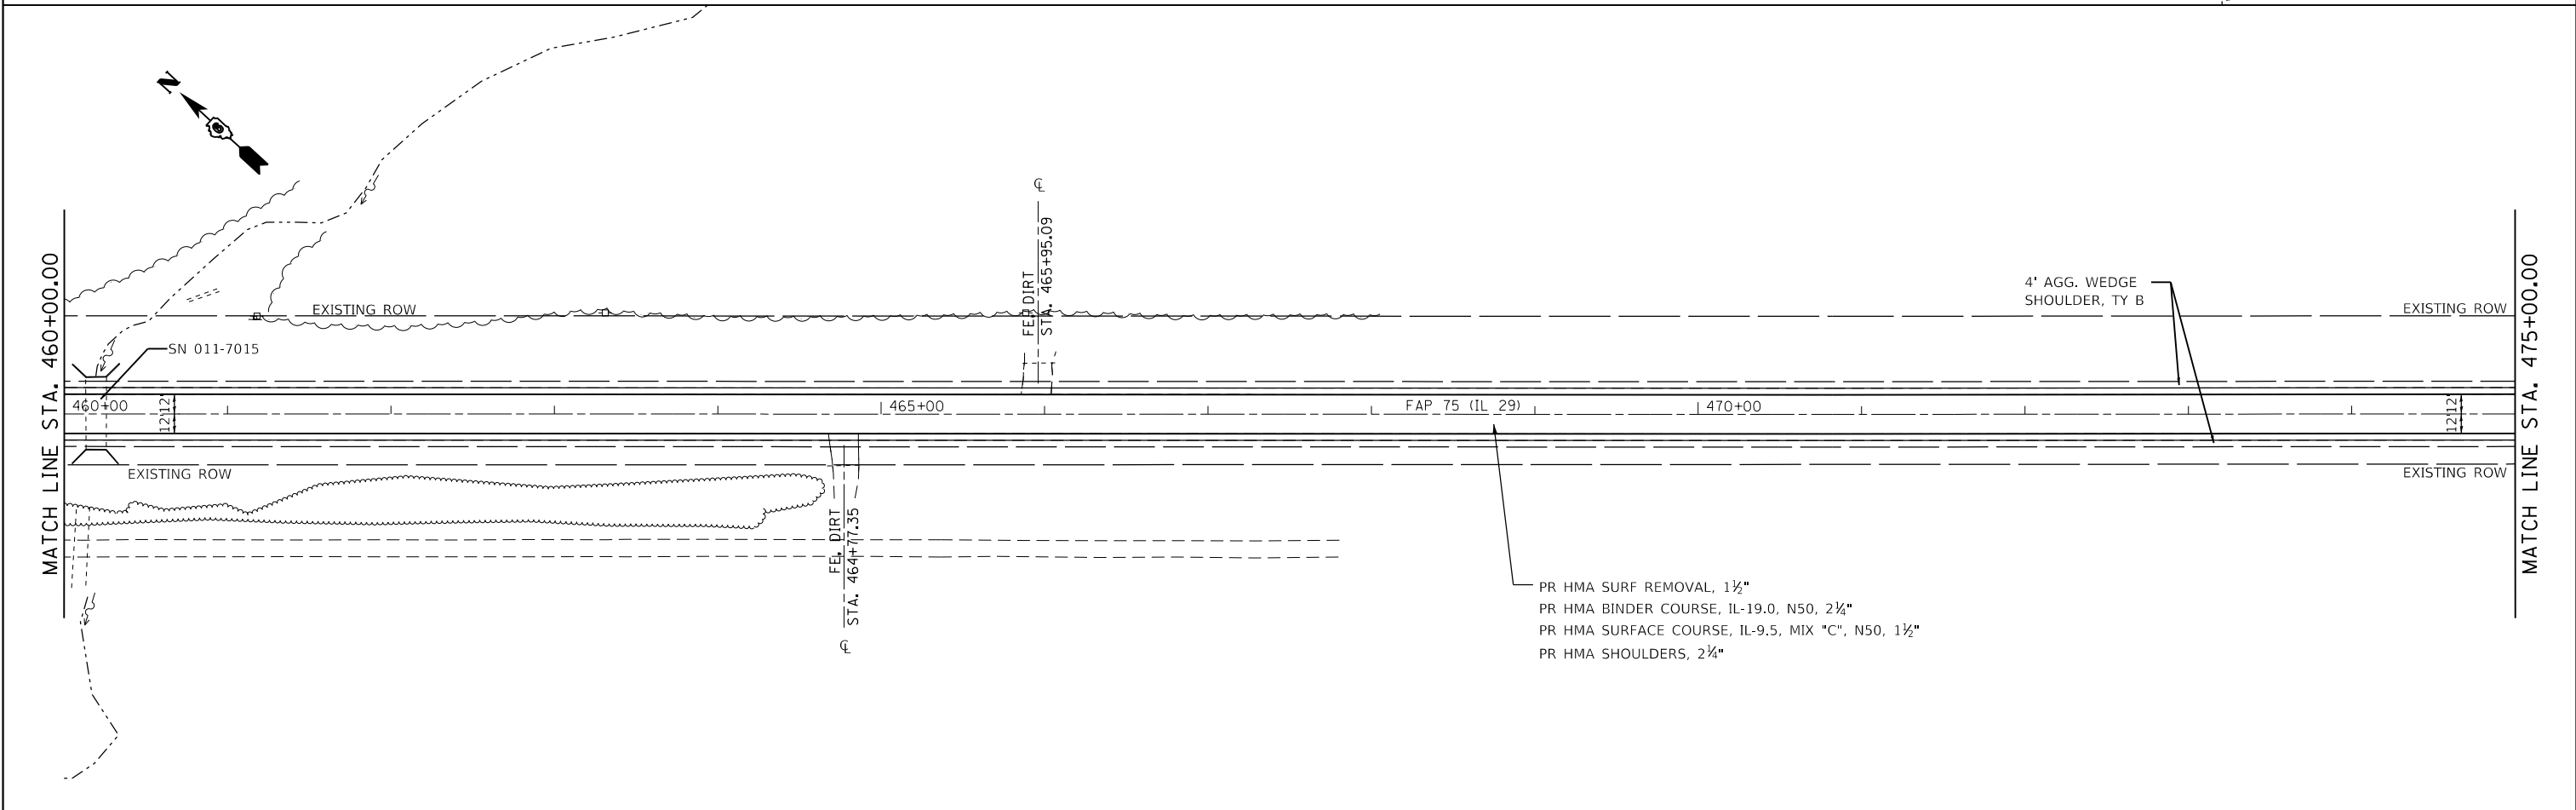 N
MATCH LINE STA. 460+00.00
EXISTING ROW
SN 011-7015
460+00
12'
12'
EXISTING ROW
FE, DIRT
STA. 464+77.35
℄
℄
FE, DIRT
STA. 465+95.09
465+00
FAP 75 (IL 29)
470+00
4' AGG. WEDGE
SHOULDER, TY B
EXISTING ROW
12'
12'
EXISTING ROW
MATCH LINE STA. 475+00.00
PR HMA SURF REMOVAL, 1½"
PR HMA BINDER COURSE, IL-19.0, N50, 2¼"
PR HMA SURFACE COURSE, IL-9.5, MIX "C", N50, 1½"
PR HMA SHOULDERS, 2¼"